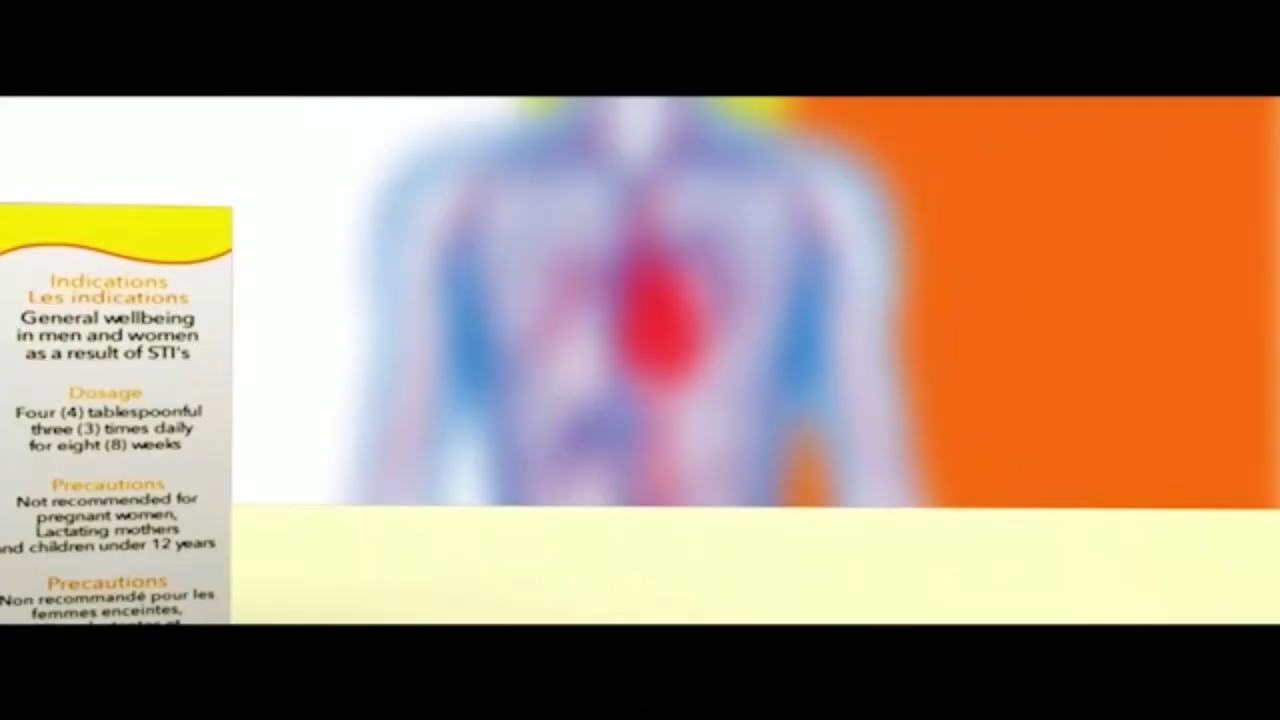 Indications
Les indications
General wellbeing
in men and women
as a result of STI's
Dosage
Four (4) tablespoonful
three (3) times daily
for eight (8) weeks
Precautions
Not recommended for
pregnant women,
Lactating mothers
children under 12 years
Precautions
Non recommandé pour les
femmes enceintes,